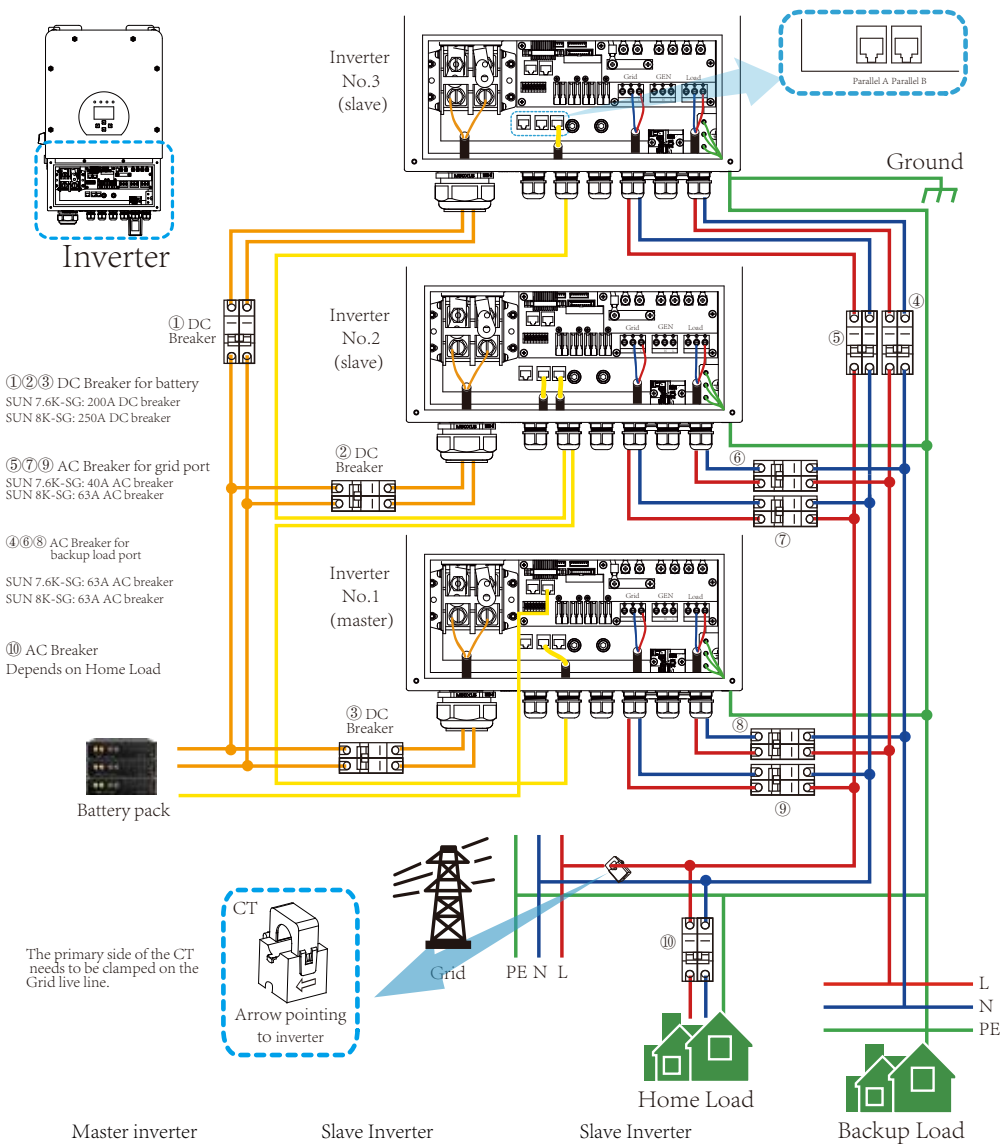 Inverter
No.3
(slave)
Grid
GEN
Load
Parallel A Parallel B
Ground
Inverter
① DC
Breaker
Inverter
No.2
(slave)
Grid
GEN
Load
④
⑤
①②③ DC Breaker for battery
SUN 7.6K-SG: 200A DC breaker
SUN 8K-SG: 250A DC breaker
② DC
Breaker
⑥
⑤⑦⑨ AC Breaker for grid port
SUN 7.6K-SG: 40A AC breaker
SUN 8K-SG: 63A AC breaker
⑦
④⑥⑧ AC Breaker for
backup load port
SUN 7.6K-SG: 63A AC breaker
SUN 8K-SG: 63A AC breaker
Inverter
No.1
(master)
Grid
GEN
Load
⑩ AC Breaker
Depends on Home Load
③ DC
Breaker
⑧
⑨
Battery pack
CT
The primary side of the CT
needs to be clamped on the
Grid live line.
Arrow pointing
to inverter
Grid
PE N L
⑩
L
N
PE
Home Load
Backup Load
Master inverter
Slave Inverter
Slave Inverter